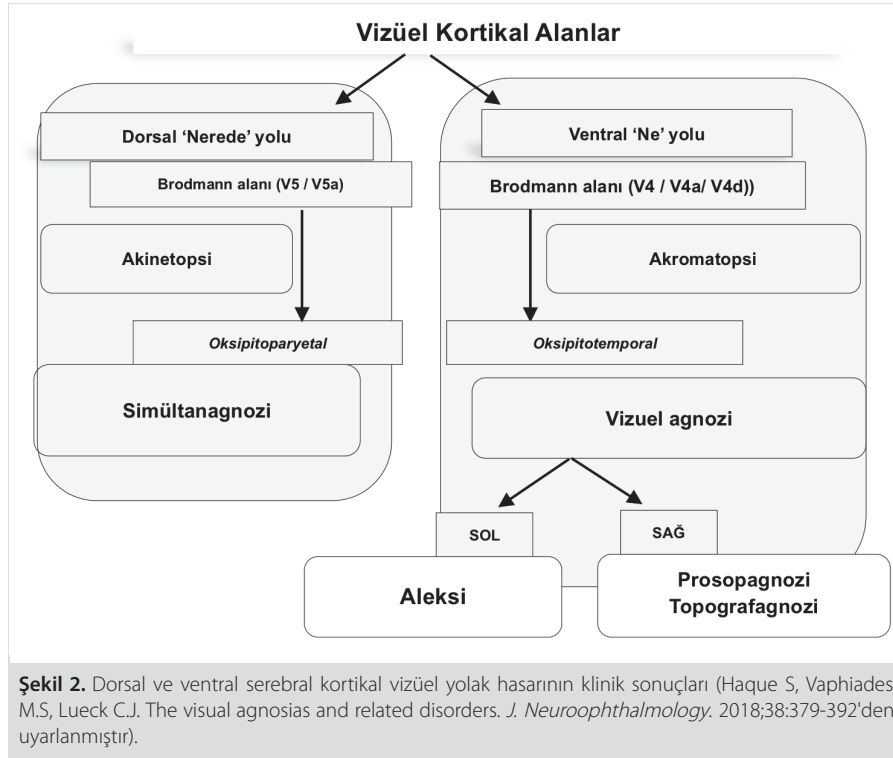 Vizüel Kortikal Alanlar
Dorsal ‘Nerede’ yolu
Brodmann alanı (V5 / V5a)
Akinetopsi
Oksipitoparyetal
Simültanagnozi
Ventral ‘Ne’ yolu
Brodmann alanı (V4 / V4a/ V4d))
Akromatopsi
Oksipitotemporal
Vizuel agnozi
SOL
Aleksi
SAĞ
Prosopagnozi
Topografagnozi
Şekil 2. Dorsal ve ventral serebral kortikal vizüel yolak hasarının klinik sonuçları (Haque S, Vaphiades
M.S, Lueck C.J. The visual agnosias and related disorders. J. Neuroophthalmology. 2018;38:379-392'den
uyarlanmıştır).